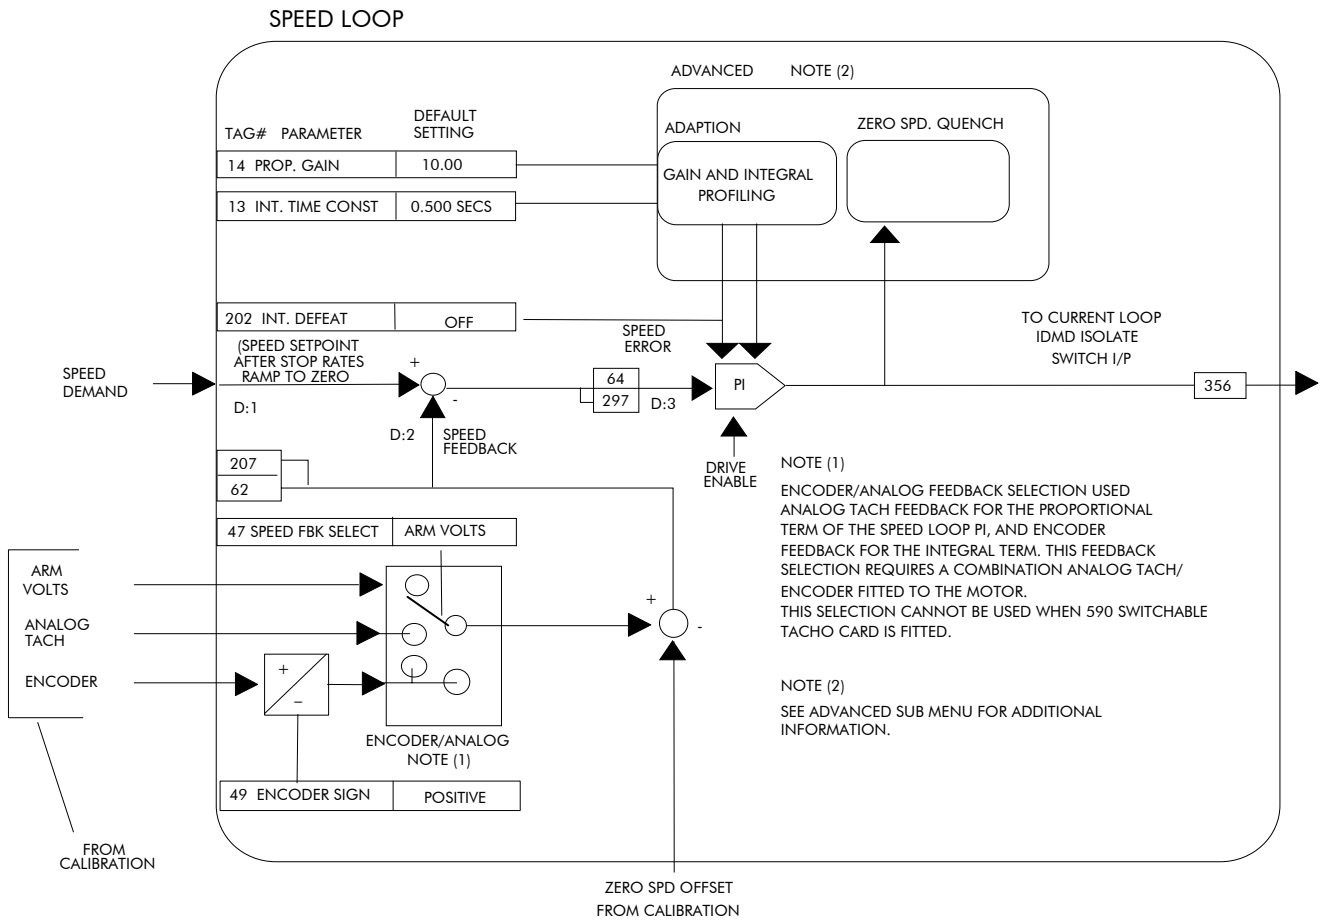 SPEED LOOP
ADVANCED NOTE (2)
TAG# PARAMETER
DEFAULT
SETTING
14 PROP. GAIN 10.00
13 INT. TIME CONST 0.500 SECS
ADAPTION
GAIN AND INTEGRAL
PROFILING
ZERO SPD. QUENCH
202 INT. DEFEAT OFF
SPEED
ERROR
TO CURRENT LOOP
IDMD ISOLATE
SWITCH I/P
SPEED
DEMAND
(SPEED SETPOINT
AFTER STOP RATES
RAMP TO ZERO
D:1
+
-
64
297
D:3
PI
356
D:2
SPEED
FEEDBACK
DRIVE
ENABLE
207
62
47 SPEED FBK SELECT ARM VOLTS
ARM
VOLTS
ANALOG
TACH
ENCODER
+
-
+
-
ENCODER/ANALOG
NOTE (1)
49 ENCODER SIGN POSITIVE
FROM
CALIBRATION
ZERO SPD OFFSET
FROM CALIBRATION
NOTE (1)
ENCODER/ANALOG FEEDBACK SELECTION USED
ANALOG TACH FEEDBACK FOR THE PROPORTIONAL
TERM OF THE SPEED LOOP PI, AND ENCODER
FEEDBACK FOR THE INTEGRAL TERM. THIS FEEDBACK
SELECTION REQUIRES A COMBINATION ANALOG TACH/
ENCODER FITTED TO THE MOTOR.
THIS SELECTION CANNOT BE USED WHEN 590 SWITCHABLE
TACHO CARD IS FITTED.
NOTE (2)
SEE ADVANCED SUB MENU FOR ADDITIONAL
INFORMATION.